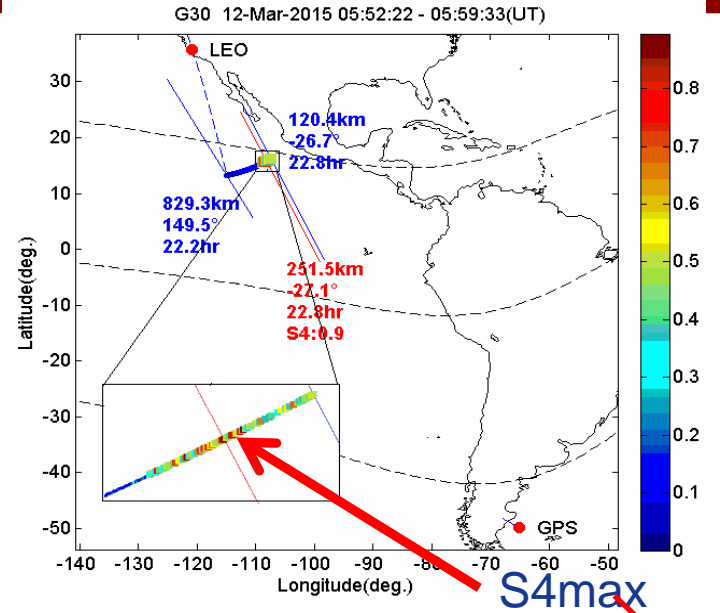 G30 12-Mar-2015 05:52:22 - 05:59:33(UT)
LEO
120.4km
-26.7°
22.8hr
829.3km
149.5°
22.2hr
251.5km
-27.1°
22.8hr
S4:0.9
GPS
S4max
Latitude(deg.)
30
20
10
0
-10
-20
-30
-40
-50
-140 -130 -120 -110 -100 -90 -80 -70 -60 -50
Longitude(deg.)
0.8
0.7
0.6
0.5
0.4
0.3
0.2
0.1
0